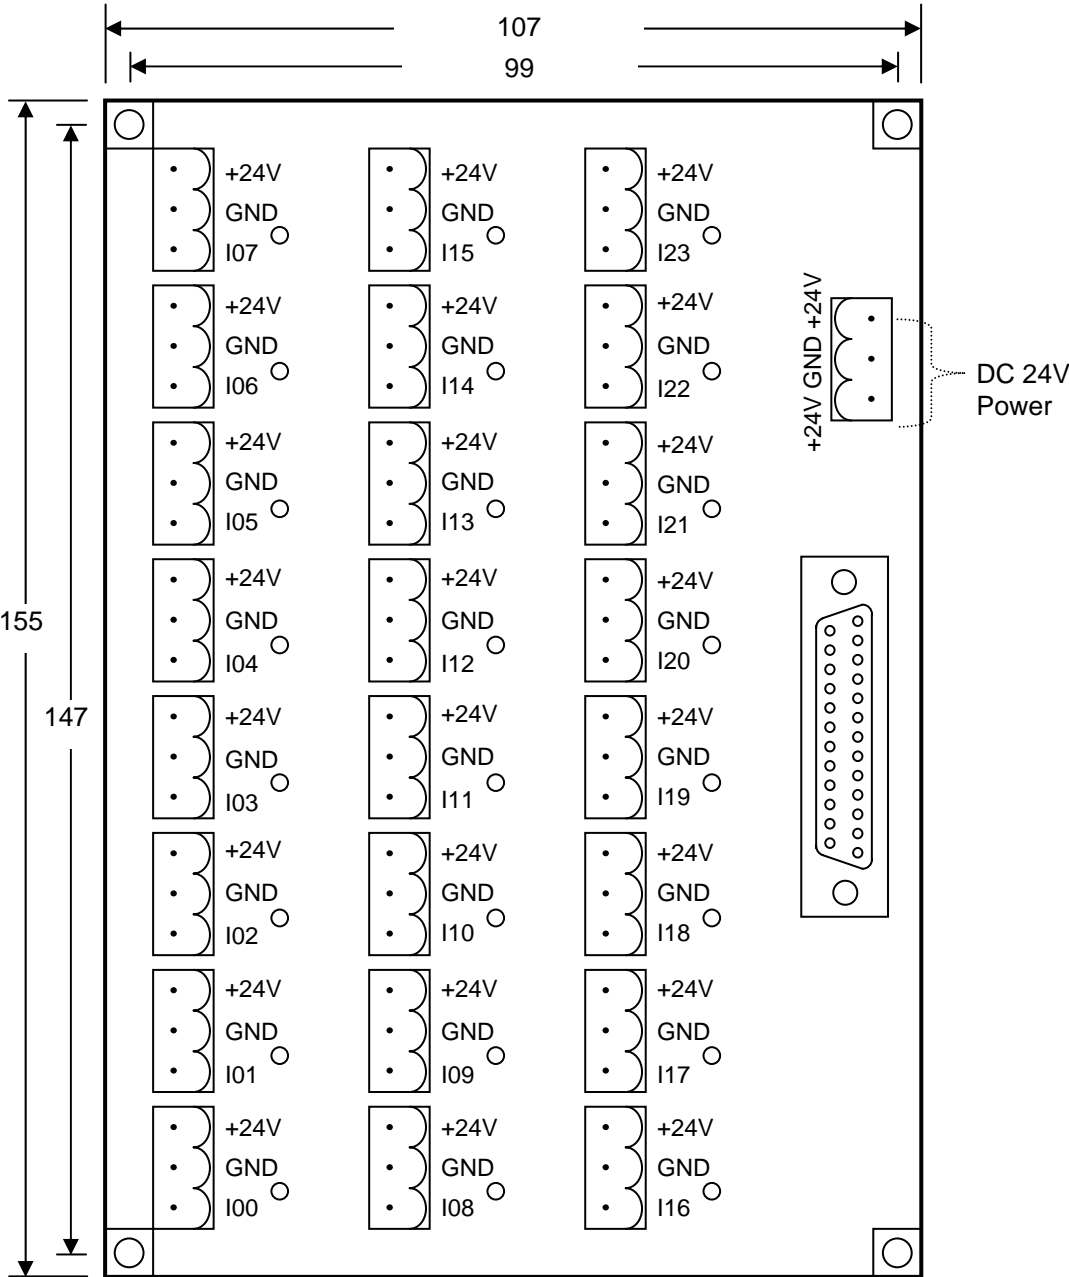 107
99
+24V
GND
I07
+24V
GND
I15
+24V
GND
I23
+24V
GND
I06
+24V
GND
I14
+24V
GND
I22
+24V GND +24V
DC 24V
Power
+24V
GND
I05
+24V
GND
I13
+24V
GND
I21
+24V
GND
I04
+24V
GND
I12
+24V
GND
I20
155
147
+24V
GND
I03
+24V
GND
I11
+24V
GND
I19
+24V
GND
I02
+24V
GND
I10
+24V
GND
I18
+24V
GND
I01
+24V
GND
I09
+24V
GND
I17
+24V
GND
I00
+24V
GND
I08
+24V
GND
I16